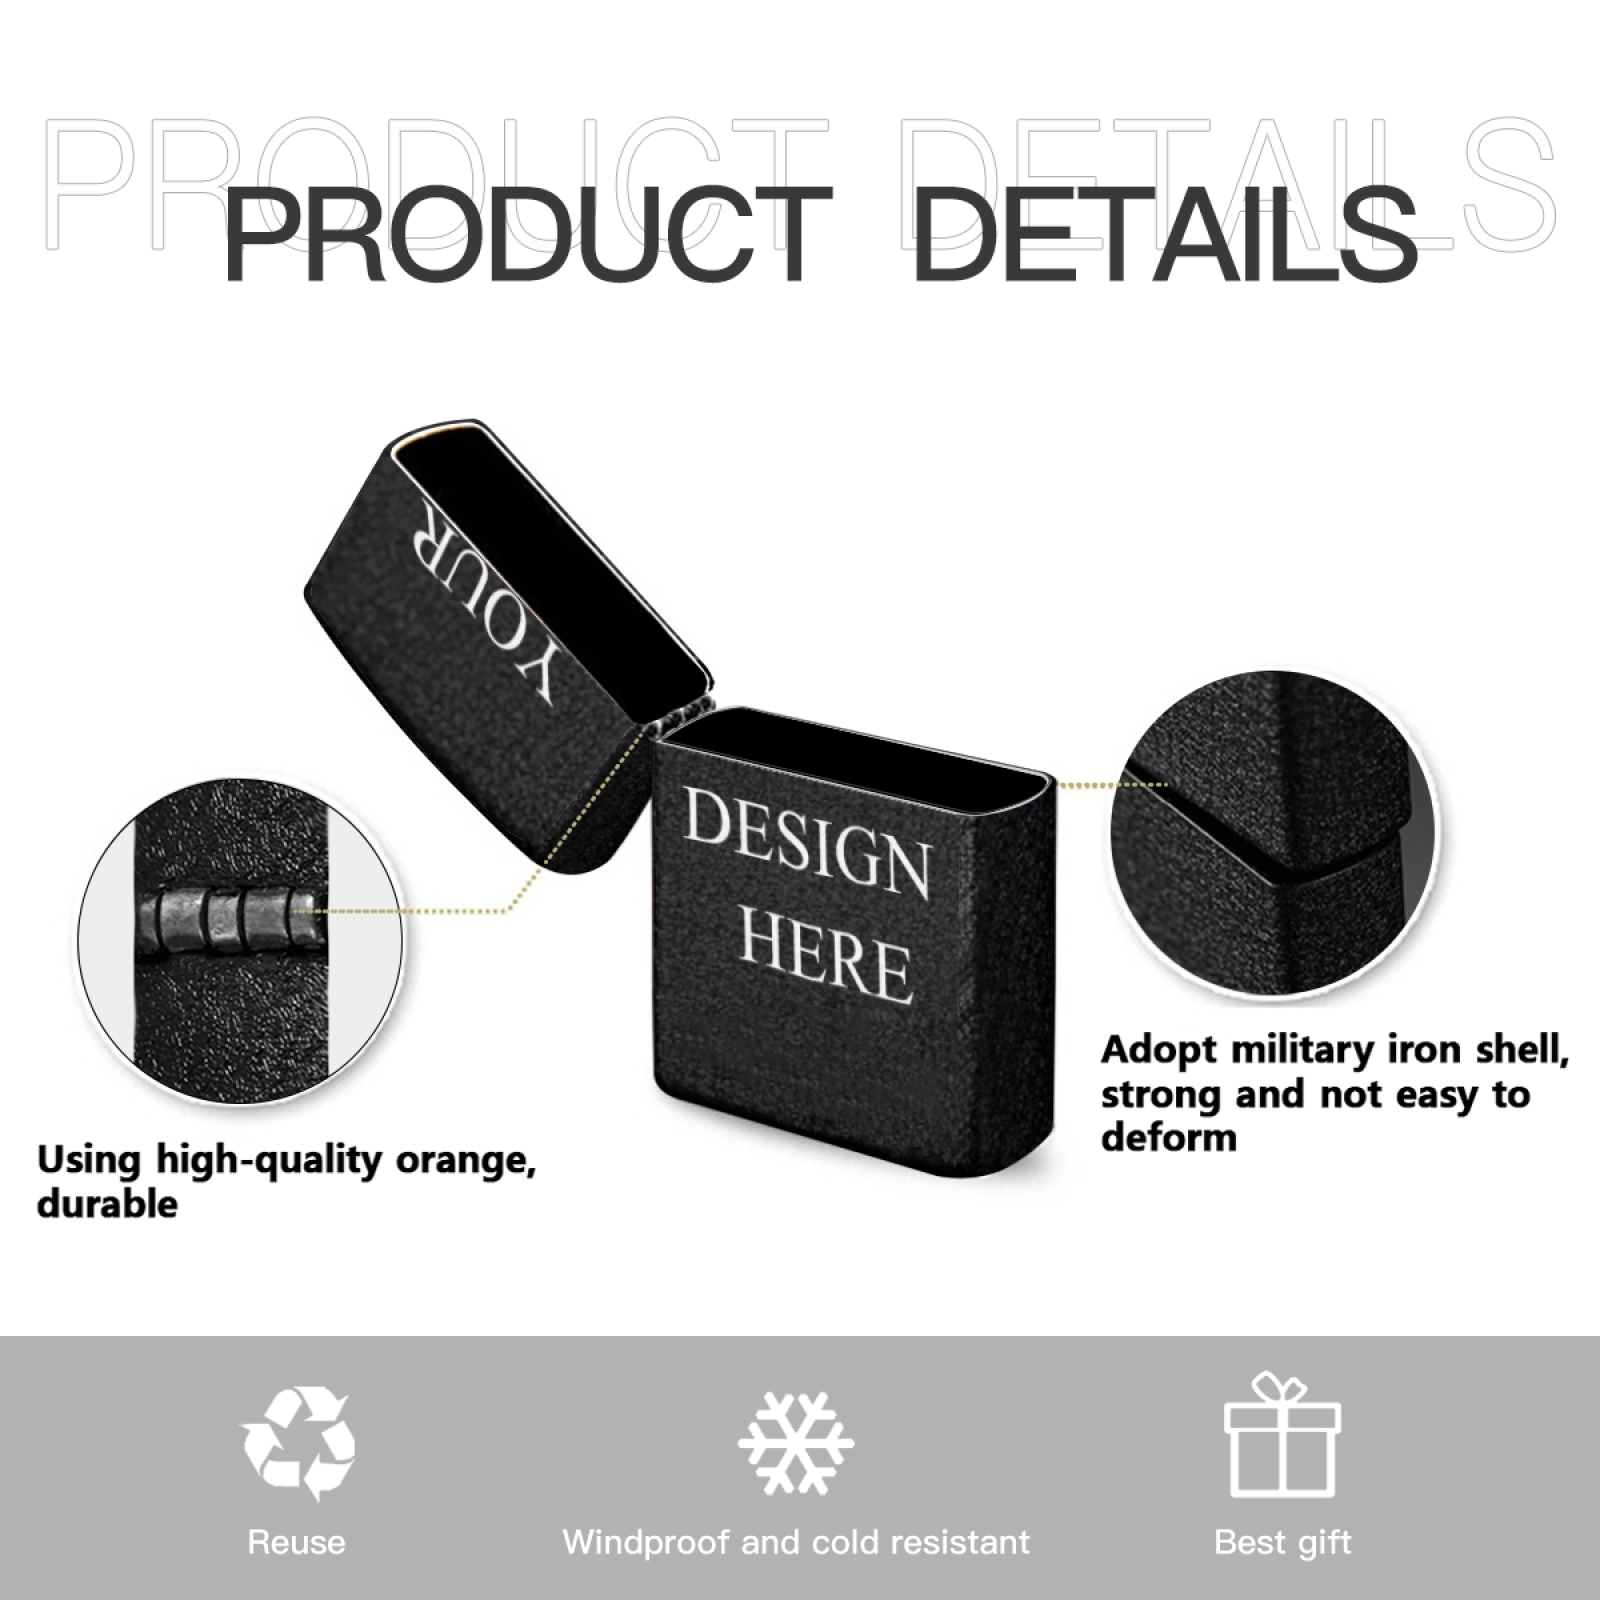 PRODUCT DETAILS
PRODUCT DETAILS
YOUR
DESIGN
HERE
Using high-quality orange,
durable
Adopt military iron shell,
strong and not easy to
deform
Reuse
Windproof and cold resistant
Best gift